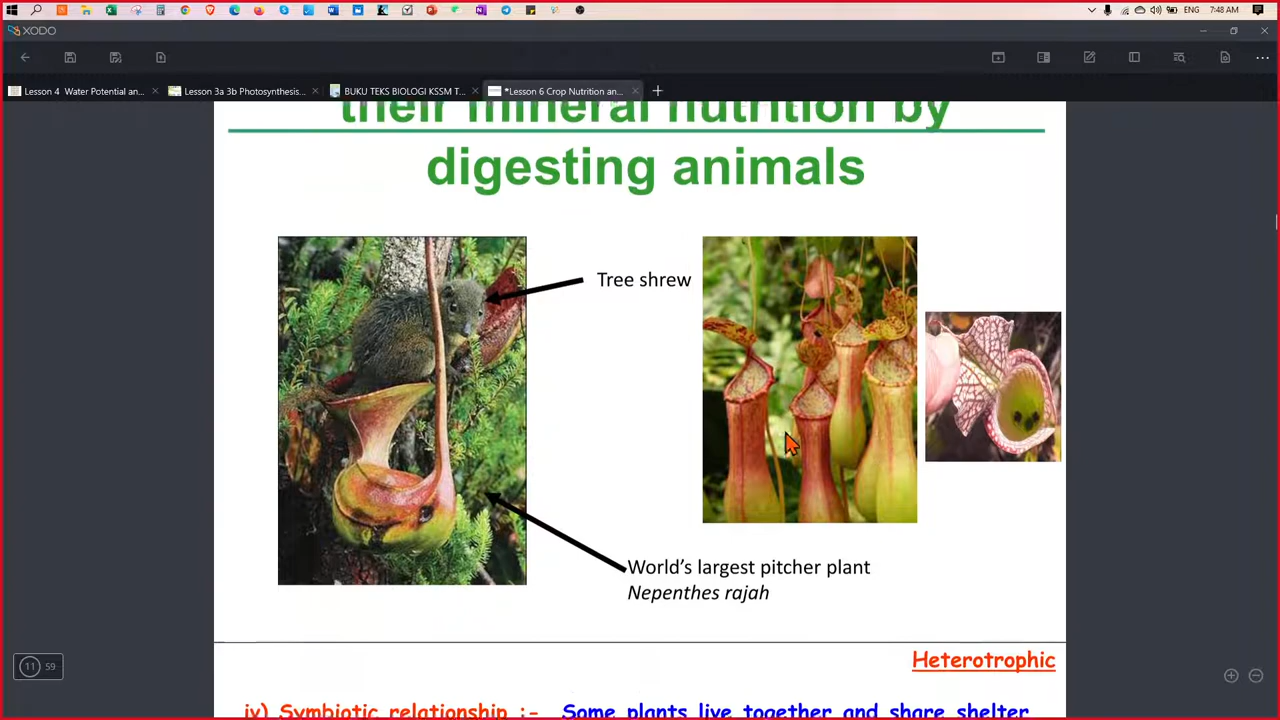 ENG
7:48 AM
XODO
Lesson 4 Water Potential an...
Lesson 3a 3b Photosynthesis...
BUKU TEKS BIOLOGI KSSM T...
*Lesson 6 Crop Nutrition an...
their mineral nutrition by
digesting animals
Tree shrew
World's largest pitcher plant
Nepenthes rajah
11 59
Heterotrophic
iv) Symbiotic relationship :- Some plants live together and share shelter